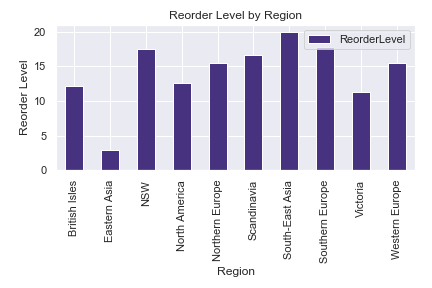 Reorder Level by Region
ReorderLevel
Reorder Level
20
15
10
5
0
British Isles
Eastern Asia
NSW
North America
Northern Europe
Scandinavia
South-East Asia
Southern Europe
Victoria
Western Europe
Region